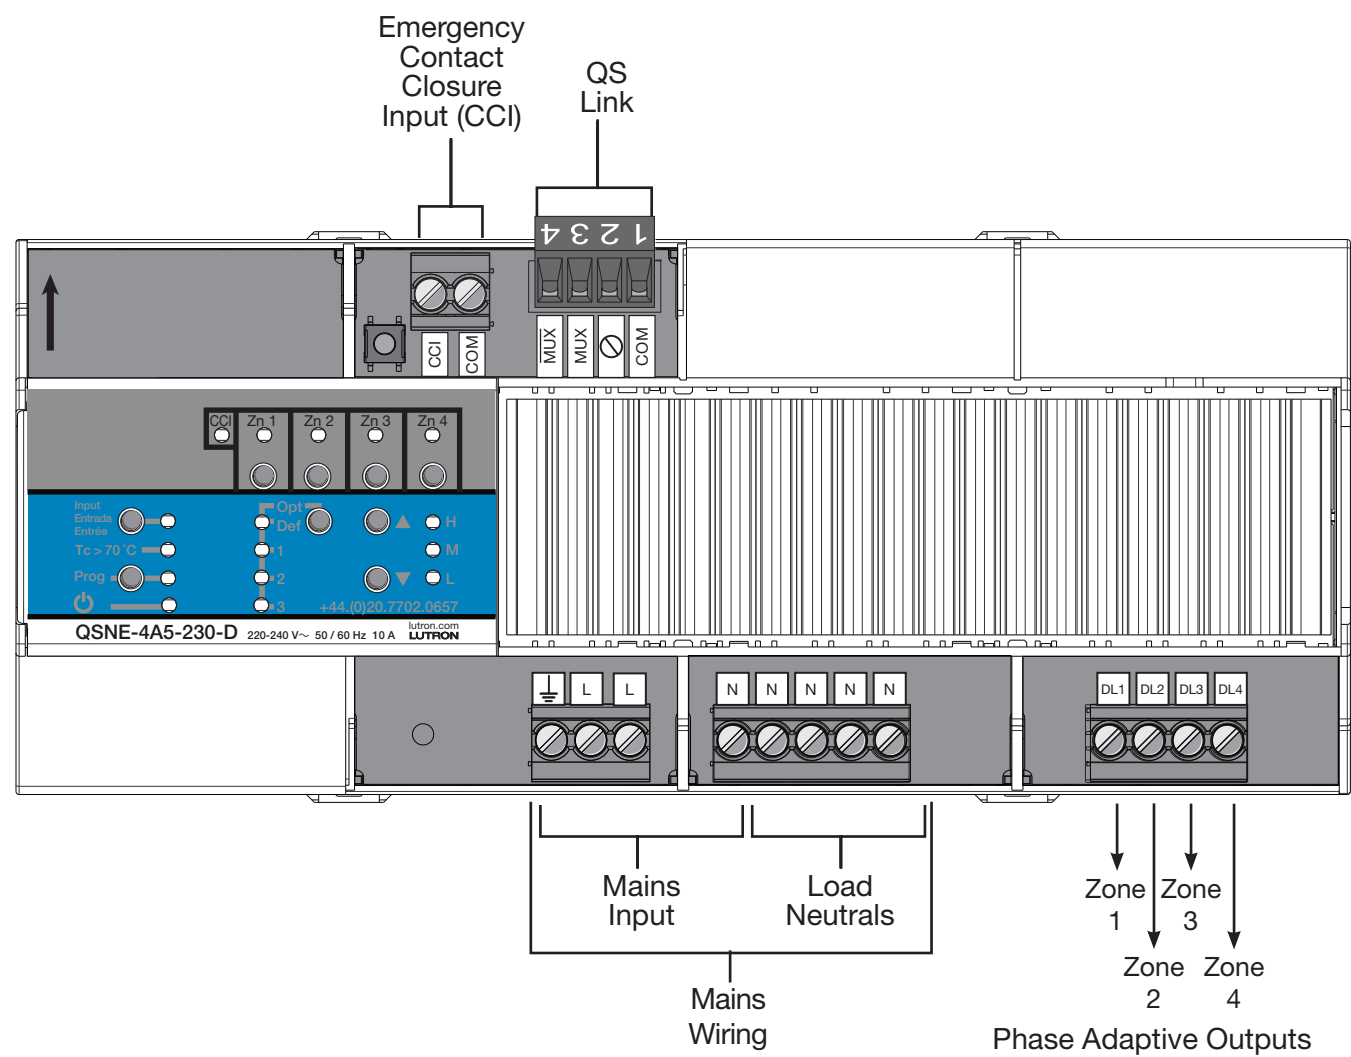 Emergency
Contact
Closure
Input (CCI)
QS
Link
4 3 2 1
CCI
COM
MUX
MUX
COM
CCI Zn 1 Zn 2 Zn 3 Zn 4
Input
Entrada
Entrée
Opt
Def
H
Tc > 70 ˚C
1
M
Prog
2
L
3
+44.(0)20.7702.0657
QSNE-4A5-230-D 220-240 V~ 50 / 60 Hz 10 A
lutron.com
LUTRON
L L
N N N N N
DL1 DL2 DL3 DL4
Mains
Input
Load
Neutrals
Mains
Wiring
Zone
1
Zone
3
Zone
2
Zone
4
Phase Adaptive Outputs